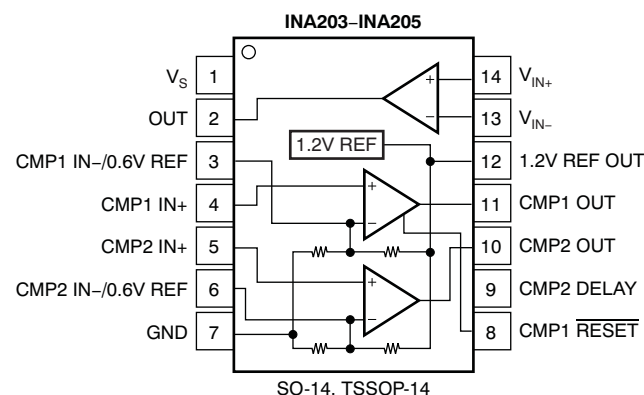 INA203–INA205
V_S 1
OUT 2
CMP1 IN−/0.6V REF 3
CMP1 IN+ 4
CMP2 IN+ 5
CMP2 IN−/0.6V REF 6
GND 7
14 V_IN+
13 V_IN−
12 1.2V REF OUT
11 CMP1 OUT
10 CMP2 OUT
9 CMP2 DELAY
8 CMP1 R̅E̅S̅E̅T̅
+
−
1.2V REF
+
−
+
−
SO-14, TSSOP-14